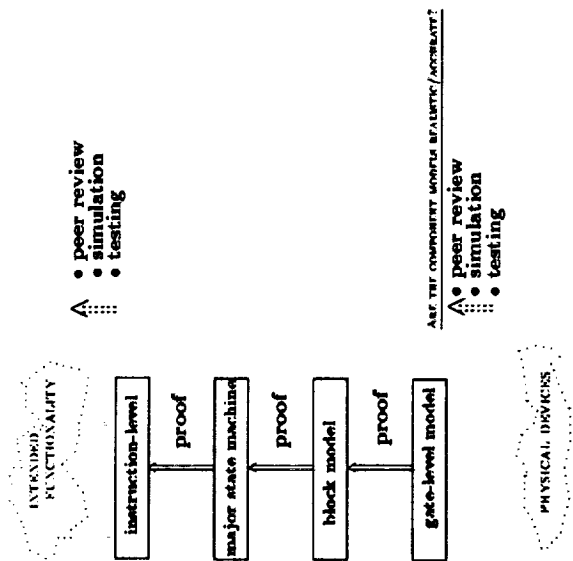 INTENDED
FUNCTIONALITY
instruction-level
proof
major state machine
proof
block model
proof
gate-level model
PHYSICAL DEVICES
• peer review
• simulation
• testing
ARE THE COMPONENT MODELS REALISTIC/ACCURATE?
• peer review
• simulation
• testing